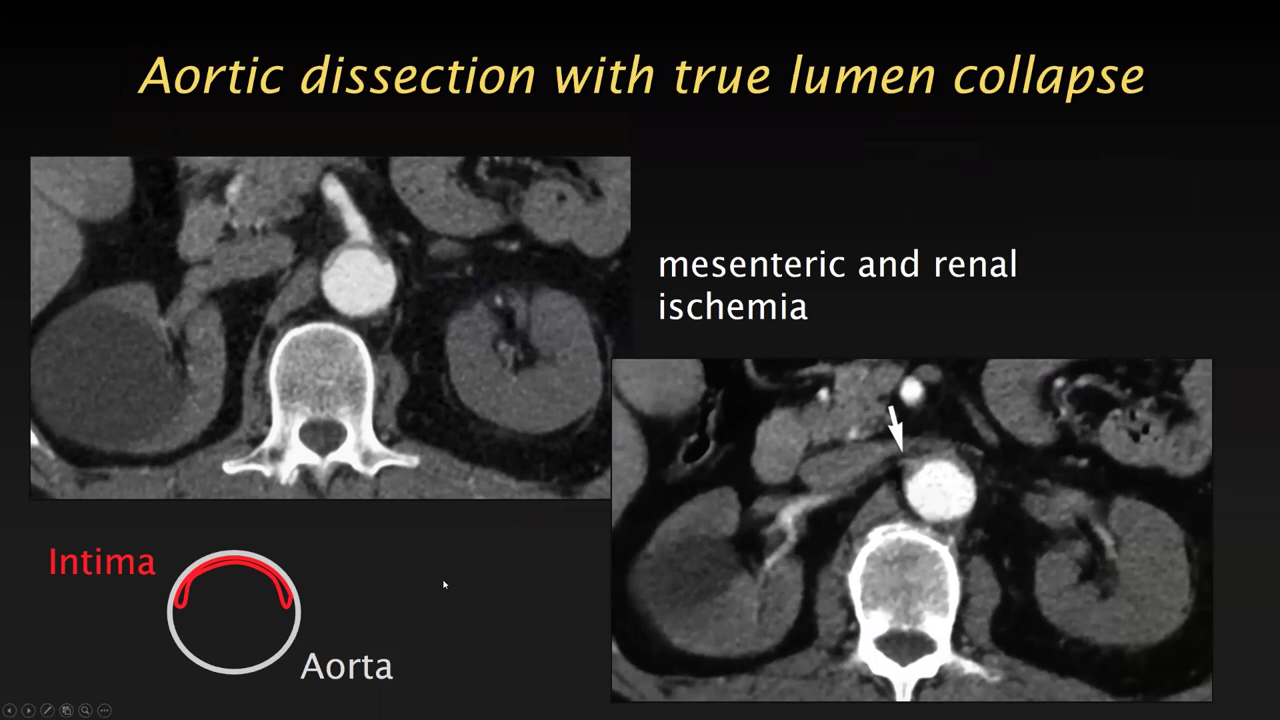 Aortic dissection with true lumen collapse
mesenteric and renal
ischemia
Intima
Aorta